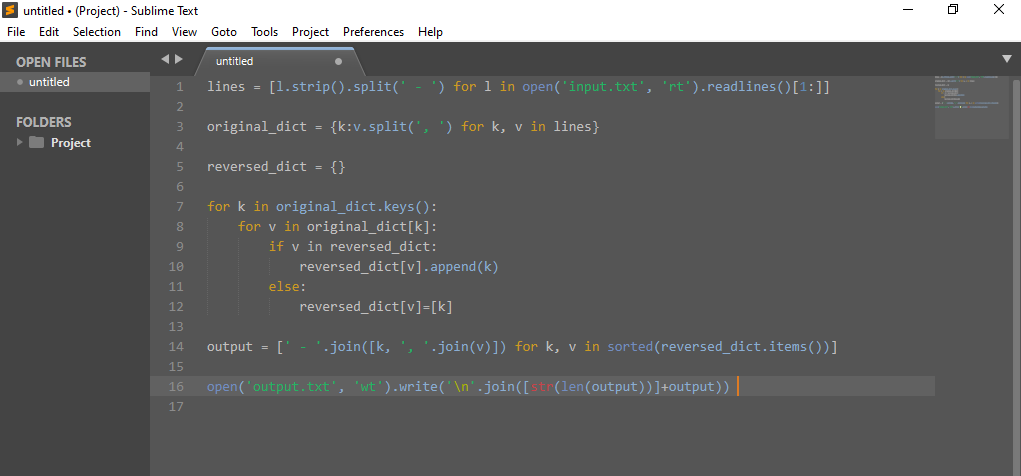 untitled • (Project) - Sublime Text
File Edit Selection Find View Goto Tools Project Preferences Help
OPEN FILES
untitled
FOLDERS
Project
untitled
1 lines = [l.strip().split(' - ') for l in open('input.txt', 'rt').readlines()[1:]]
2
3 original_dict = {k:v.split(', ') for k, v in lines}
4
5 reversed_dict = {}
6
7 for k in original_dict.keys():
8     for v in original_dict[k]:
9         if v in reversed_dict:
10             reversed_dict[v].append(k)
11         else:
12             reversed_dict[v]=[k]
13
14 output = [' - '.join([k, ', '.join(v)]) for k, v in sorted(reversed_dict.items())]
15
16 open('output.txt', 'wt').write('\n'.join([str(len(output))]+output))
17